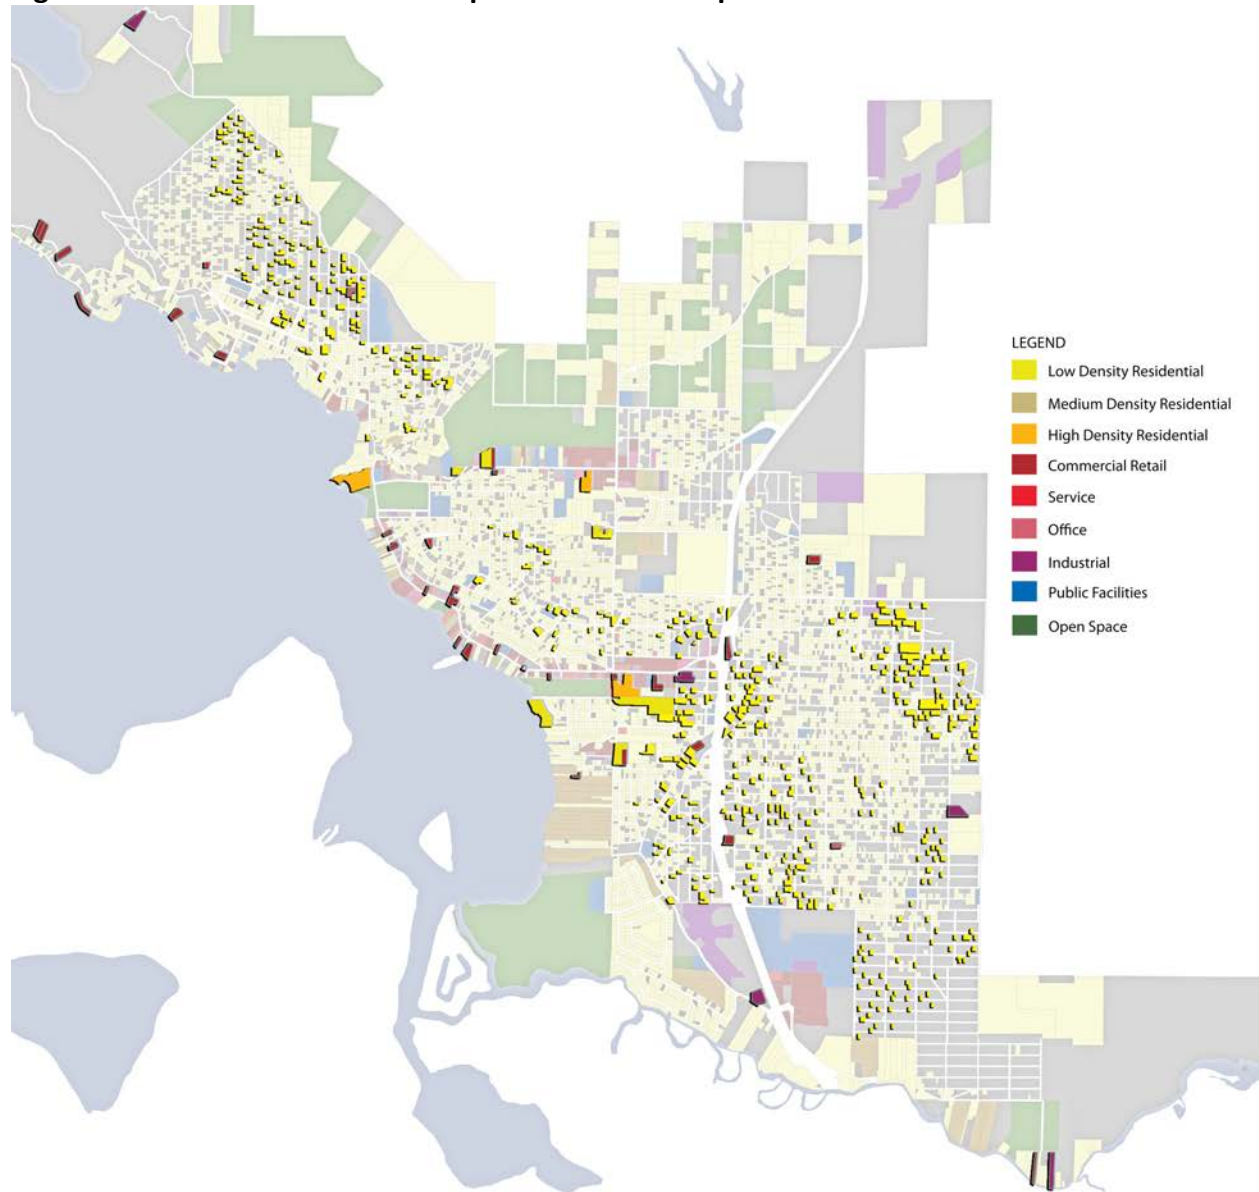 LEGEND
Low Density Residential
Medium Density Residential
High Density Residential
Commercial Retail
Service
Office
Industrial
Public Facilities
Open Space